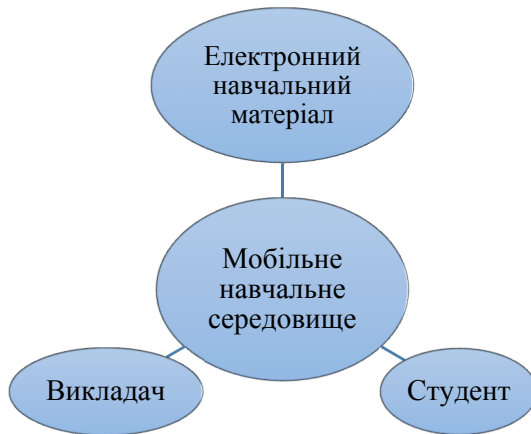 Електронний
навчальний
матеріал
Мобільне
навчальне
середовище
Викладач
Студент